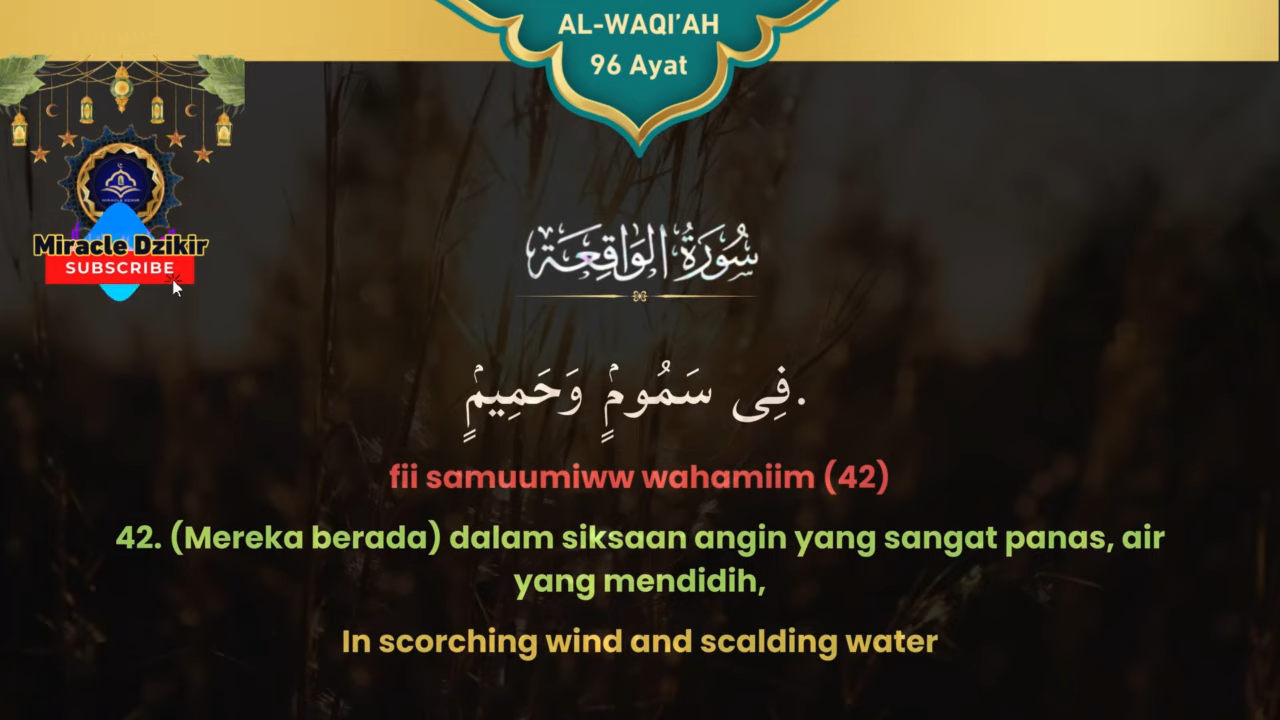 AL-WAQI’AH
96 Ayat
Miracle Dzikir
SUBSCRIBE
سُورَةُ الوَاقِعَة
.فِى سَمُومٍۢ وَحَمِيمٍۢ
fii samuumiww wahamiim (42)
42. (Mereka berada) dalam siksaan angin yang sangat panas, air
yang mendidih,
In scorching wind and scalding water